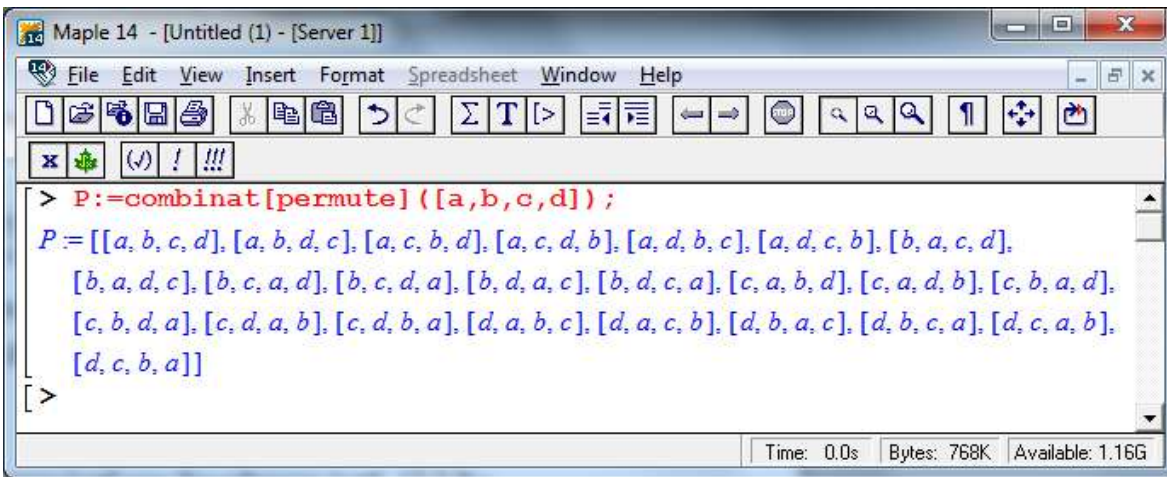 Maple 14 - [Untitled (1) - [Server 1]]
File Edit View Insert Format Spreadsheet Window Help
Σ T [>
STOP
x (√) ! !!!
[> P:=combinat[permute]([a,b,c,d]);
P := [[a, b, c, d], [a, b, d, c], [a, c, b, d], [a, c, d, b], [a, d, b, c], [a, d, c, b], [b, a, c, d],
[b, a, d, c], [b, c, a, d], [b, c, d, a], [b, d, a, c], [b, d, c, a], [c, a, b, d], [c, a, d, b], [c, b, a, d],
[c, b, d, a], [c, d, a, b], [c, d, b, a], [d, a, b, c], [d, a, c, b], [d, b, a, c], [d, b, c, a], [d, c, a, b],
[d, c, b, a]]
[>
Time: 0.0s Bytes: 768K Available: 1.16G